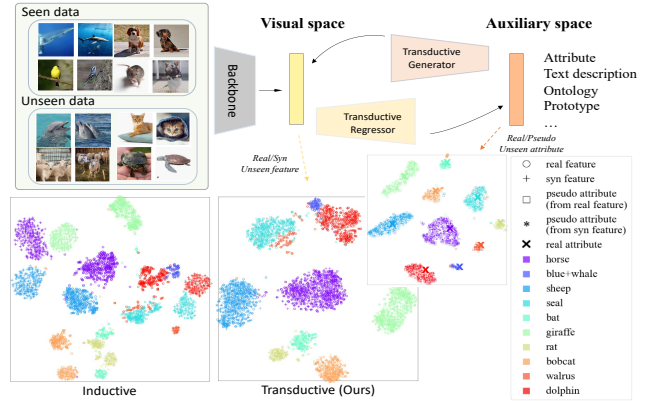 Seen data
Unseen data
Backbone
Visual space
Auxiliary space
Transductive
Generator
Transductive
Regressor
Attribute
Text description
Ontology
Prototype
...
Real/Syn
Unseen feature
Real/Pseudo
Unseen attribute
real feature
syn feature
pseudo attribute
(from real feature)
pseudo attribute
(from syn feature)
real attribute
horse
blue+whale
sheep
seal
bat
giraffe
rat
bobcat
walrus
dolphin
Inductive
Transductive (Ours)